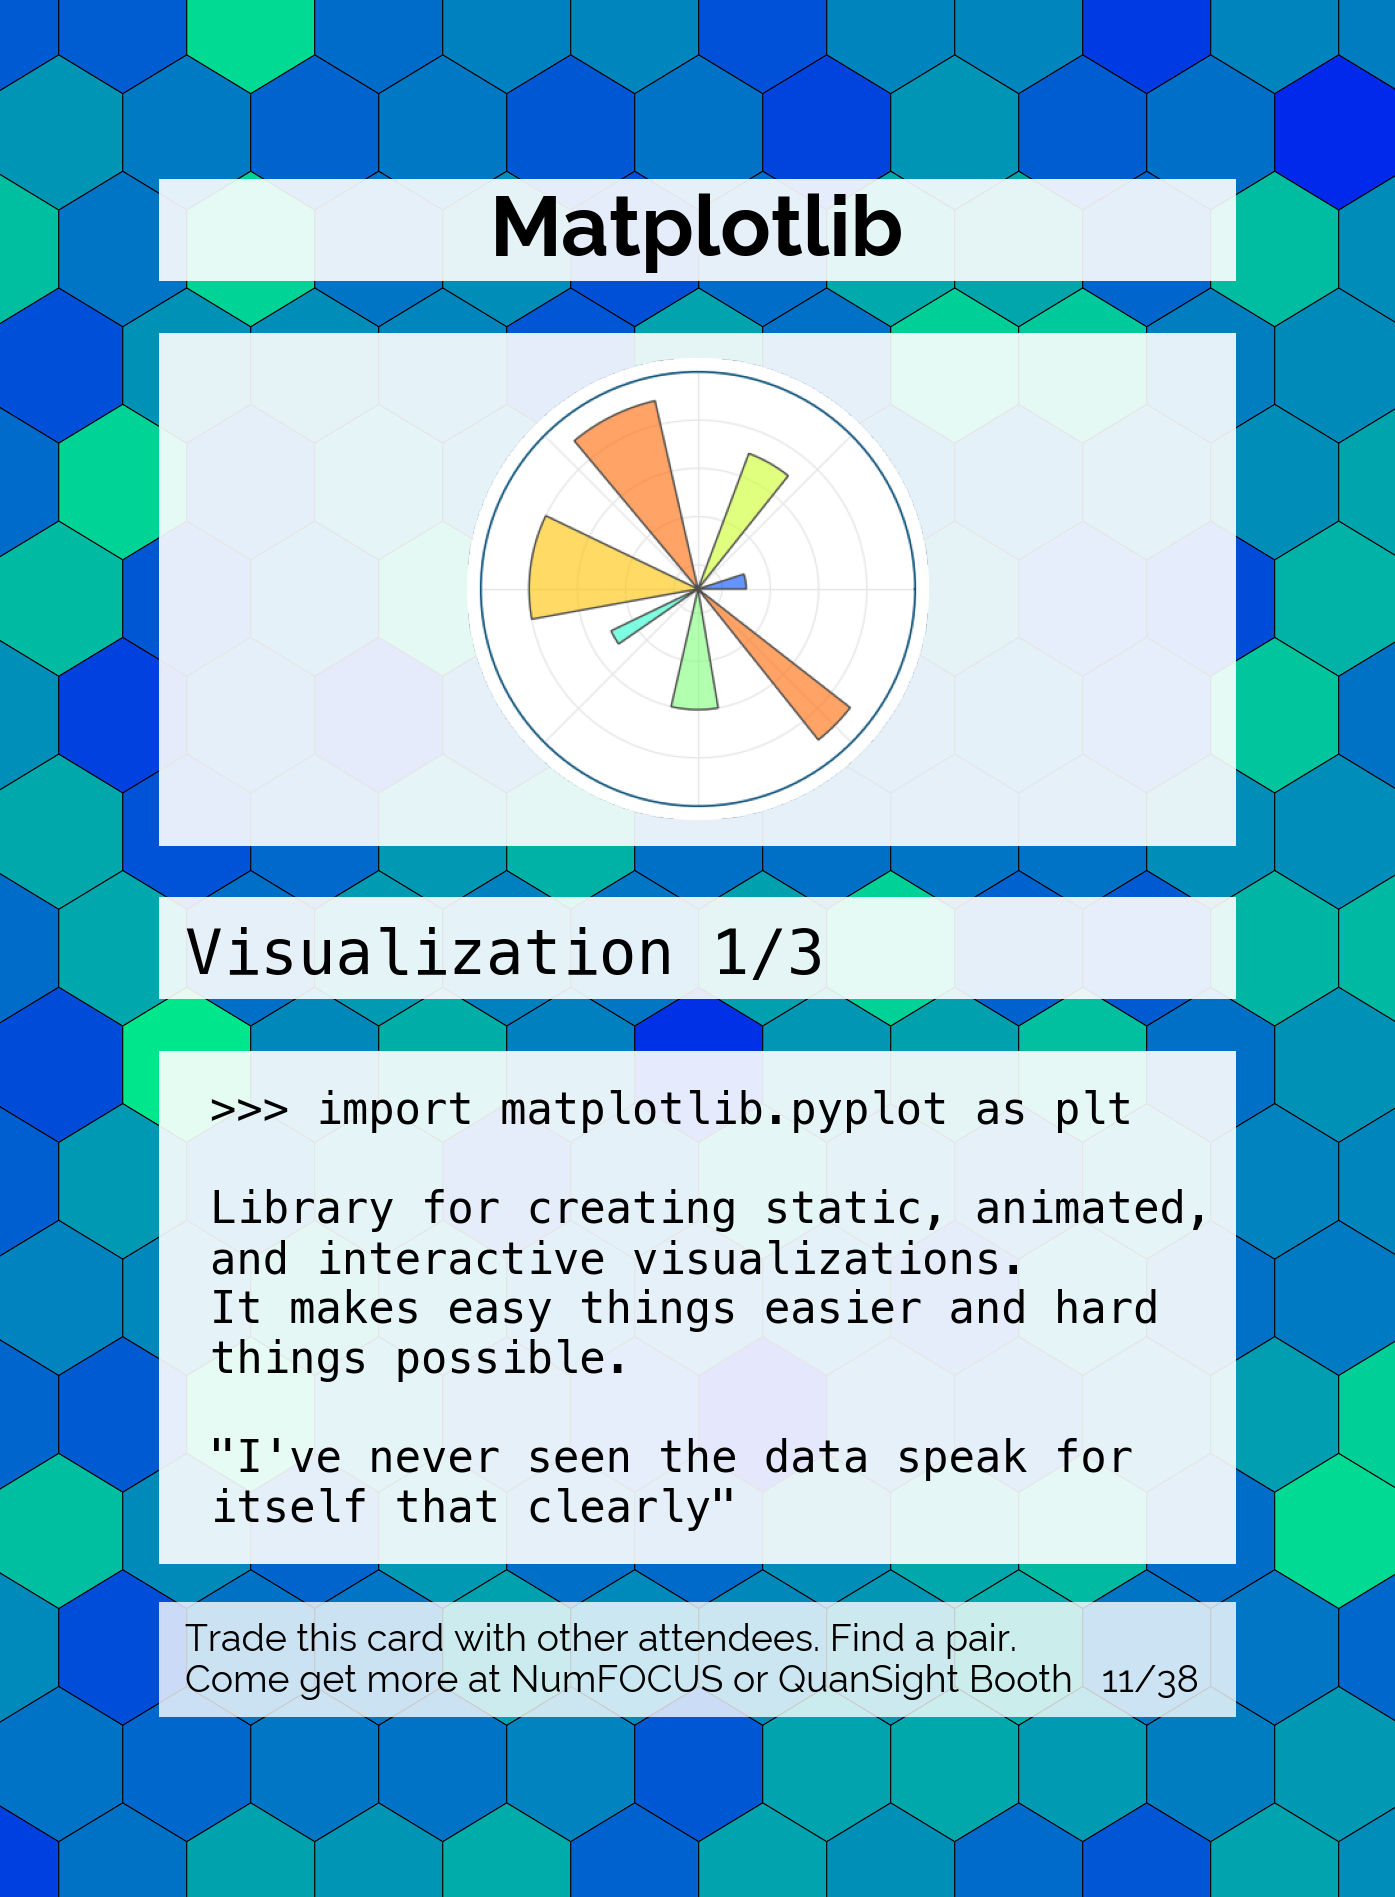 Matplotlib
Visualization 1/3
>>> import matplotlib.pyplot as plt
Library for creating static, animated,
and interactive visualizations.
It makes easy things easier and hard
things possible.
"I've never seen the data speak for
itself that clearly"
Trade this card with other attendees. Find a pair.
Come get more at NumFOCUS or QuanSight Booth 11/38